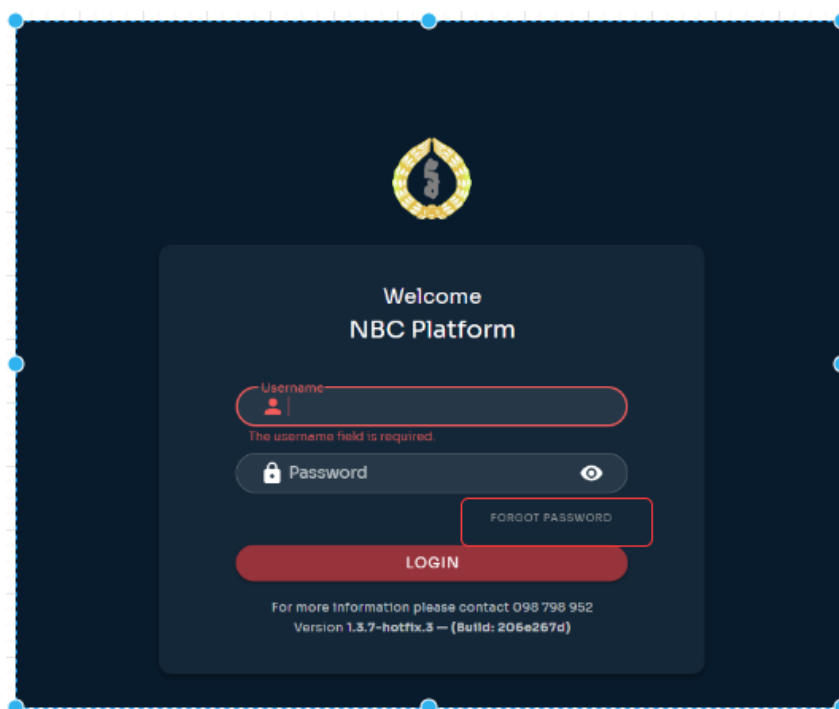 Welcome
NBC Platform
Username
The username field is required.
Password
FORGOT PASSWORD
LOGIN
For more information please contact 098 798 952
Version 1.3.7-hotfix.3 — (Build: 206e267d)